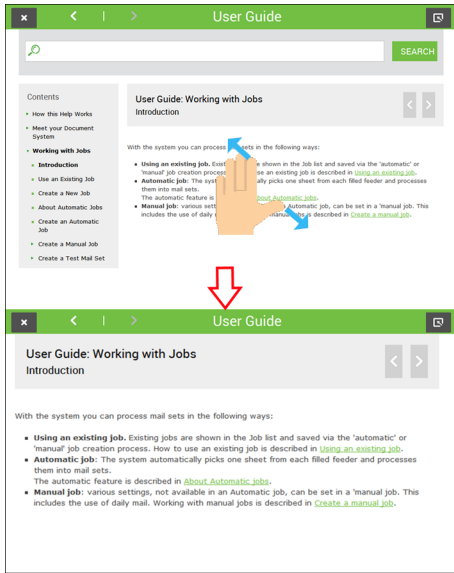 User Guide
SEARCH
Contents
How this Help Works
Meet your Document
System
Working with Jobs
Introduction
Use an Existing Job
Create a New Job
About Automatic Jobs
Create an Automatic
Job
Create a Manual Job
Create a Test Mail Set
User Guide: Working with Jobs
Introduction
With the system you can process sets in the following ways:
Using an existing job. shown in the Job list and saved via the 'automatic' or
'manual' job creation process use an existing job is described in Using an existing job.
Automatic job: The picks one sheet from each filled feeder and processes
them into mail sets.
The automatic feature is About Automatic jobs.
Manual job: various Automatic job, can be set in a 'manual job. This
includes the use of daily manual jobs is described in Create a manual job.
User Guide
User Guide: Working with Jobs
Introduction
With the system you can process mail sets in the following ways:
Using an existing job. Existing jobs are shown in the Job list and saved via the 'automatic' or
'manual' job creation process. How to use an existing job is described in Using an existing job.
Automatic job: The system automatically picks one sheet from each filled feeder and processes
them into mail sets.
The automatic feature is described in About Automatic jobs.
Manual job: various settings, not available in an Automatic job, can be set in a 'manual job. This
includes the use of daily mail. Working with manual jobs is described in Create a manual job.